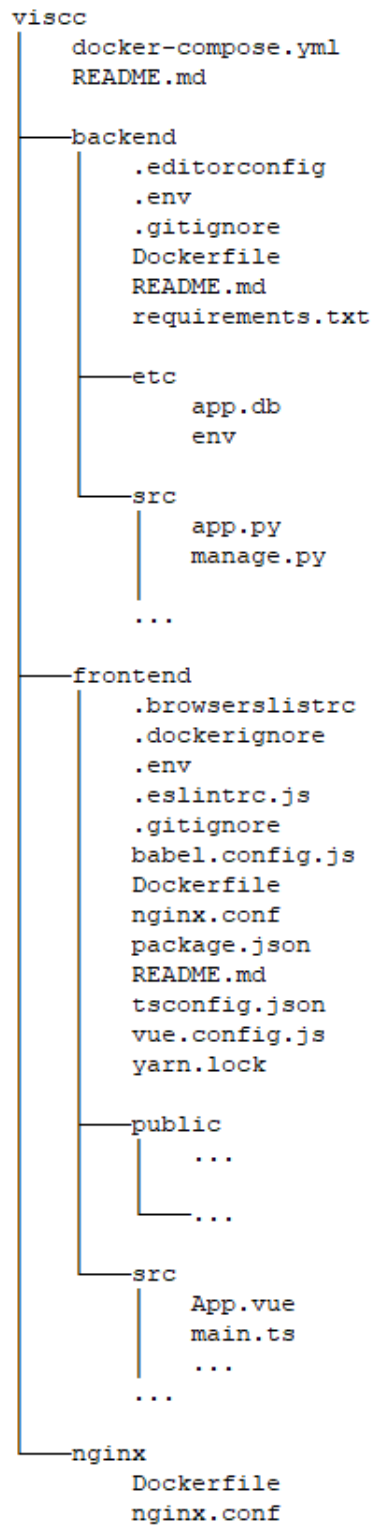 viscc
docker-compose.yml
README.md
backend
.editorconfig
.env
.gitignore
Dockerfile
README.md
requirements.txt
etc
app.db
env
src
app.py
manage.py
...
frontend
.browserslistrc
.dockerignore
.env
.eslintrc.js
.gitignore
babel.config.js
Dockerfile
nginx.conf
package.json
README.md
tsconfig.json
vue.config.js
yarn.lock
public
...
...
src
App.vue
main.ts
...
...
nginx
Dockerfile
nginx.conf